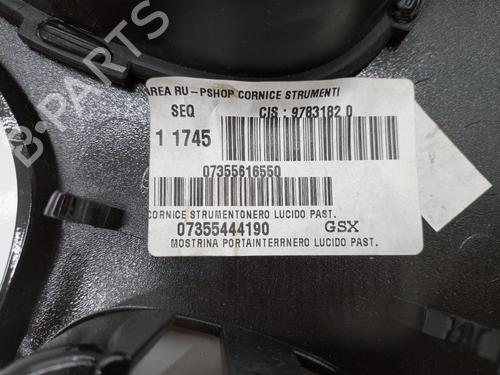 AREA RU-PSHOP CORNICE STRUMENTI
SEQ CIS : 9783182 0
1 1745
07355616550
CORNICE STRUMENTONERO LUCIDO PAST.
07355444190 GSX
MOSTRINA PORTAINTERRNERO LUCIDO PAST.
B-PARTS